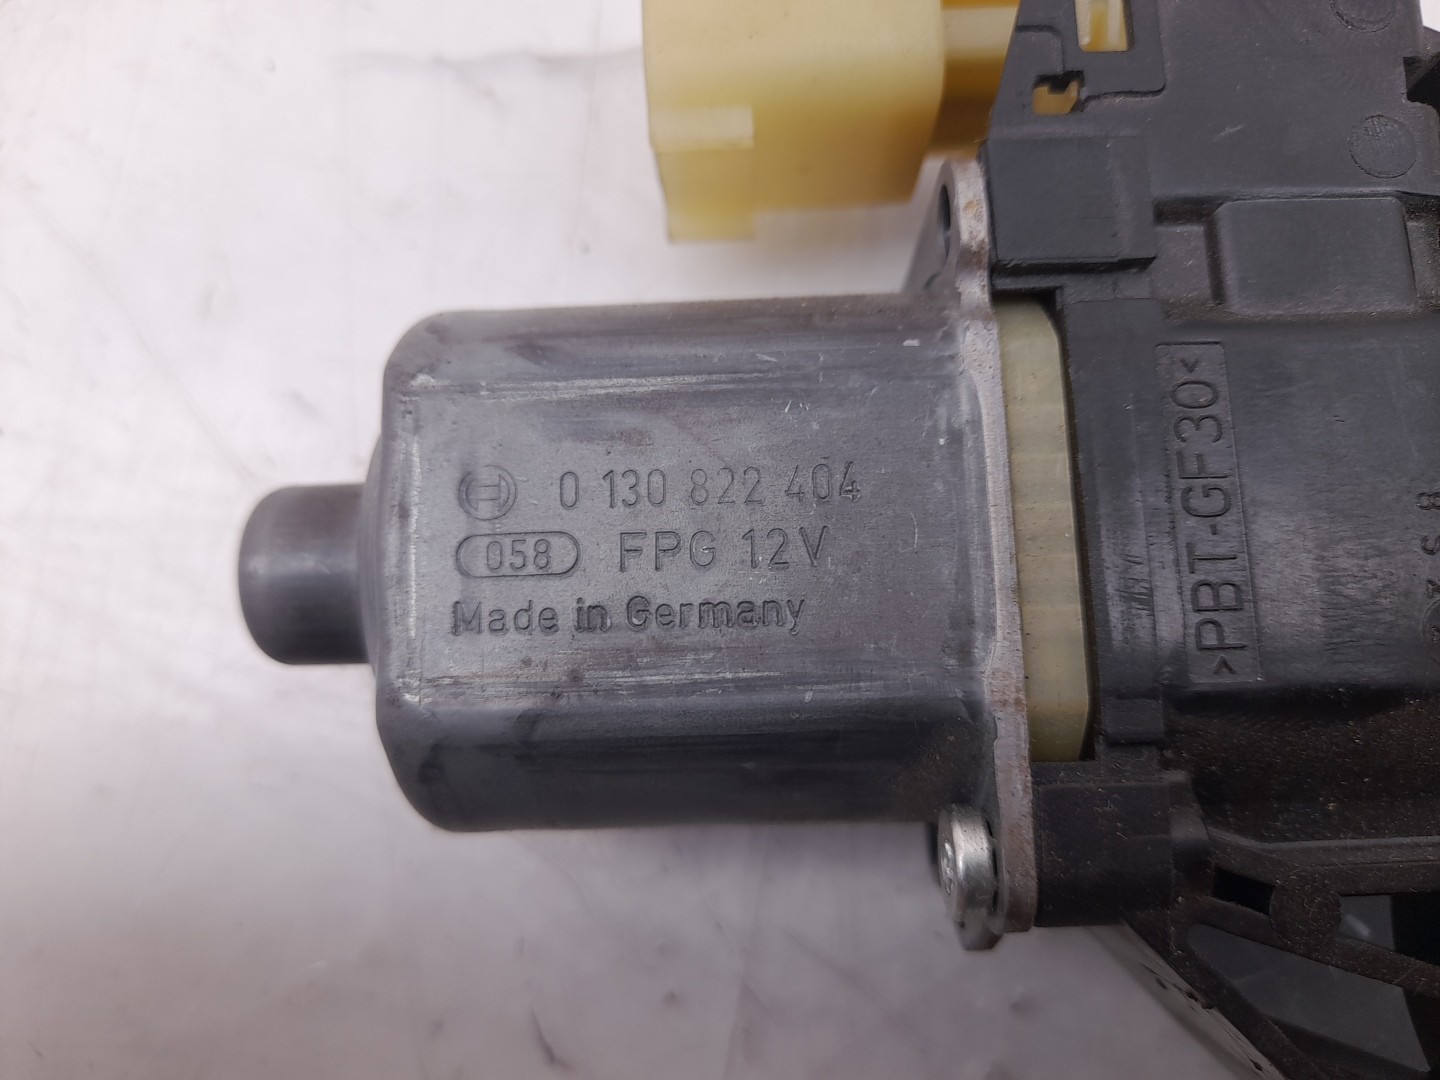 0 130 822 404
058 FPG 12V
Made in Germany
>PBT-GF30<